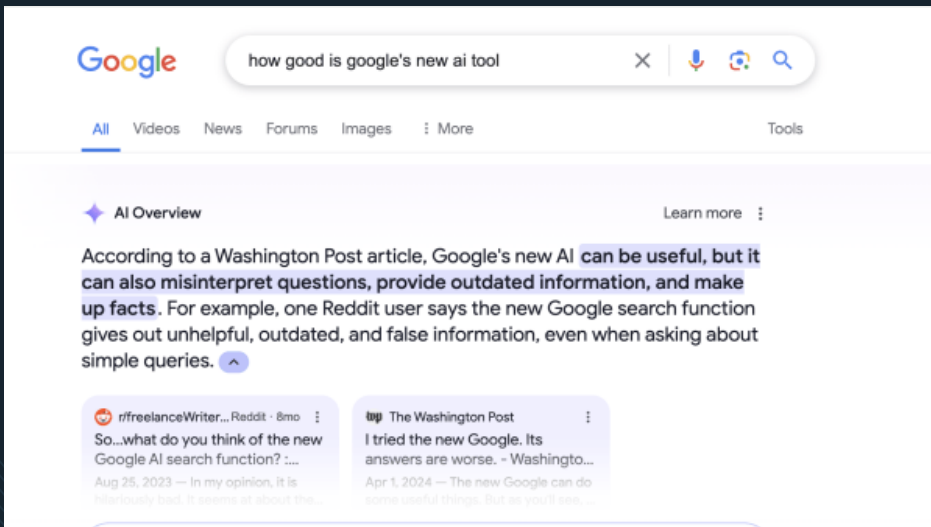 Google
how good is google's new ai tool
All Videos News Forums Images More Tools
AI Overview Learn more
According to a Washington Post article, Google's new AI can be useful, but it
can also misinterpret questions, provide outdated information, and make
up facts. For example, one Reddit user says the new Google search function
gives out unhelpful, outdated, and false information, even when asking about
simple queries.
r/freelanceWriter... Reddit · 8mo
So...what do you think of the new
Google AI search function? :...
Aug 25, 2023 — In my opinion, it is
hilariously bad. It seems at about the...
wp The Washington Post
I tried the new Google. Its
answers are worse. - Washingto...
Apr 1, 2024 — The new Google can do
some useful things. But as you'll see, ...